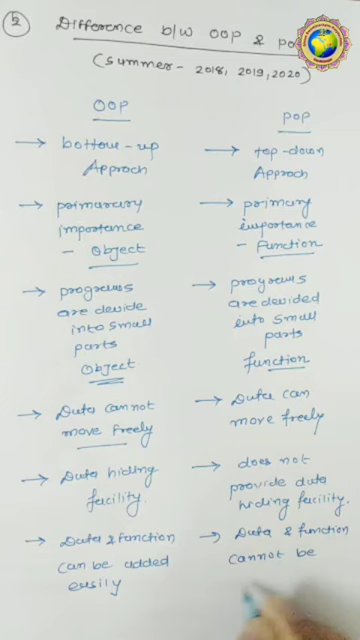 2
Difference b/w OOP & po
(Summer - 2018, 2019, 2020)
OOP
→ bottom-up
Approch
→ primarary
importance
- Object
→ programs
are devide
into small
parts
Object
→ Data cannot
move freely
→ Data hiding
facility.
→ Data & function
can be added
easily
POP
→ top-down
Approch
→ primary
importance
- Function
→ programs
are devided
into small
parts
function
→ Data can
move freely
→ does not
provide data
hiding facility.
→ Data & function
cannot be